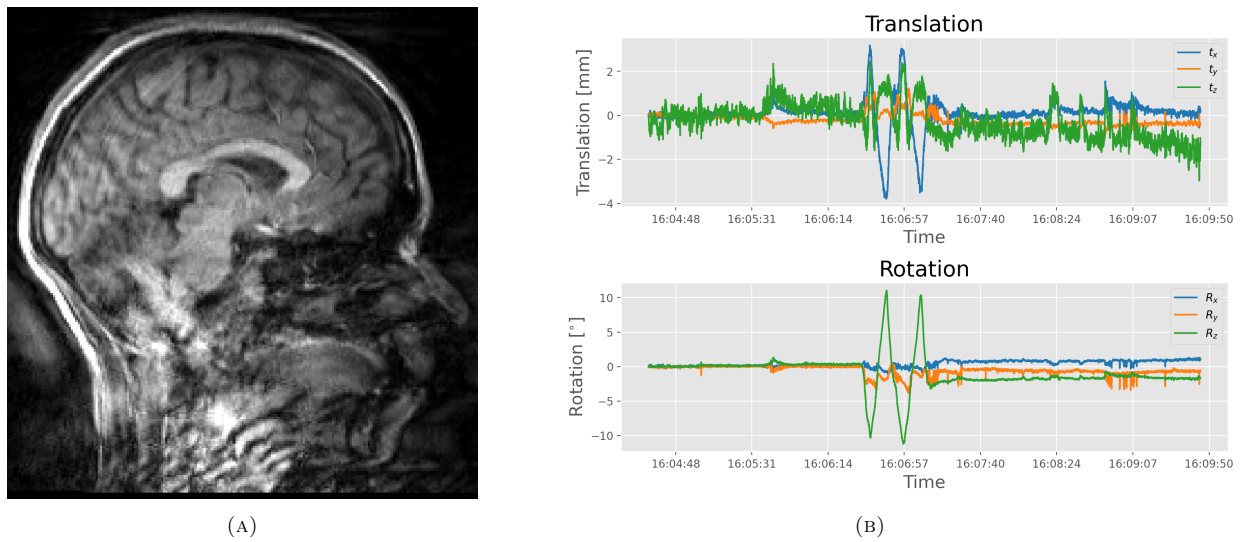 Translation
Translation [mm]
2
0
−2
−4
t_x
t_y
t_z
16:04:48 16:05:31 16:06:14 16:06:57 16:07:40 16:08:24 16:09:07 16:09:50
Time
Rotation
Rotation [°]
10
5
0
−5
−10
R_x
R_y
R_z
16:04:48 16:05:31 16:06:14 16:06:57 16:07:40 16:08:24 16:09:07 16:09:50
Time
(A) (B)